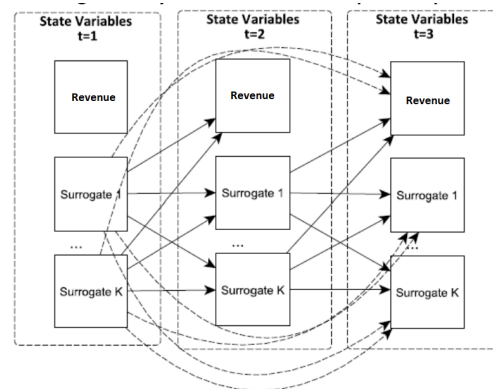 State Variables
t=1
State Variables
t=2
State Variables
t=3
Revenue
Revenue
Revenue
Surrogate 1
Surrogate 1
Surrogate 1
...
...
...
Surrogate K
Surrogate K
Surrogate K